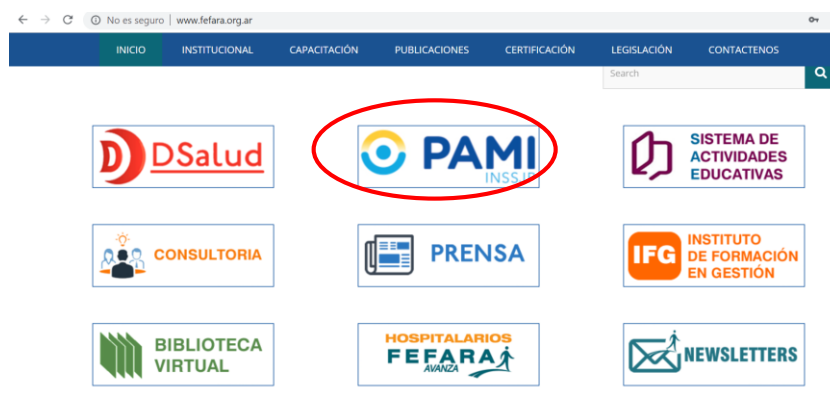 No es seguro | www.fefara.org.ar
INICIO INSTITUCIONAL CAPACITACIÓN PUBLICACIONES CERTIFICACIÓN LEGISLACIÓN CONTACTENOS
Search
D DSalud
PAMI
INSSJP
SISTEMA DE
ACTIVIDADES
EDUCATIVAS
CONSULTORIA
PRENSA
IFG
INSTITUTO
DE FORMACIÓN
EN GESTIÓN
BIBLIOTECA
VIRTUAL
HOSPITALARIOS
FEFARA
AVANZA
NEWSLETTERS